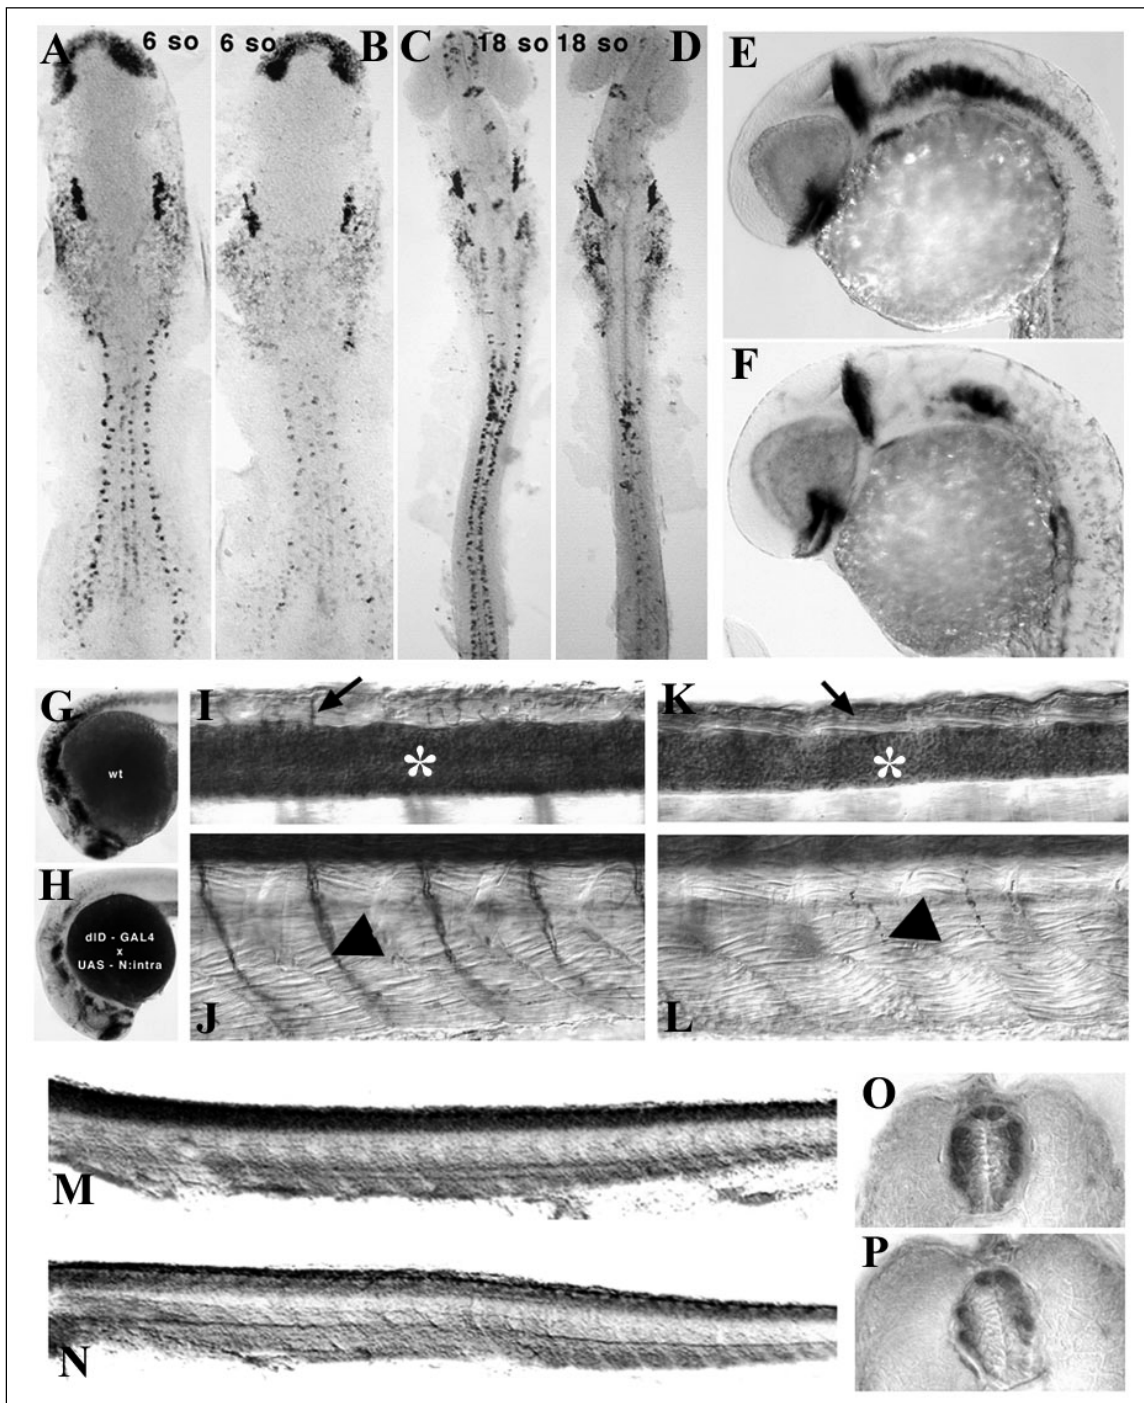 A 6 so 6 so B C 18 so 18 so D E
F
G I K
wt
*
*
H
dlD - GAL4
x
UAS - N:intra
J L
M O
N P